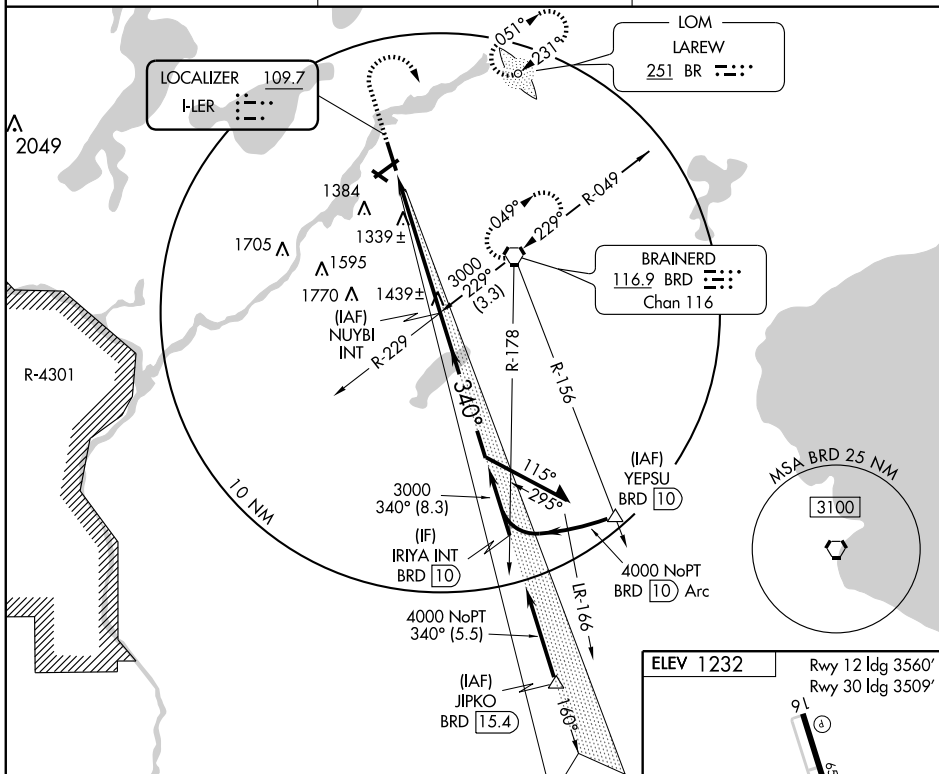 051°
231°
LOM
LAREW
251 BR
LOCALIZER 109.7
I-LER
2049
1384
1339 ±
1705
1595
1770
1439 ±
049°
229°
R-049
BRAINERD
116.9 BRD
Chan 116
3000
229°
(3.3)
(IAF)
NUYBI
INT
R-229
R-178
R-156
R-4301
340°
10 NM
115°
295°
(IAF)
YEPSU
BRD 10
MSA BRD 25 NM
3100
3000
340° (8.3)
(IF)
IRIYA INT
BRD 10
4000 NoPT
BRD 10 Arc
LR-166
4000 NoPT
340° (5.5)
(IAF)
JIPKO
BRD 15.4
160°
ELEV 1232
Rwy 12 ldg 3560'
Rwy 30 ldg 3509'
16
P